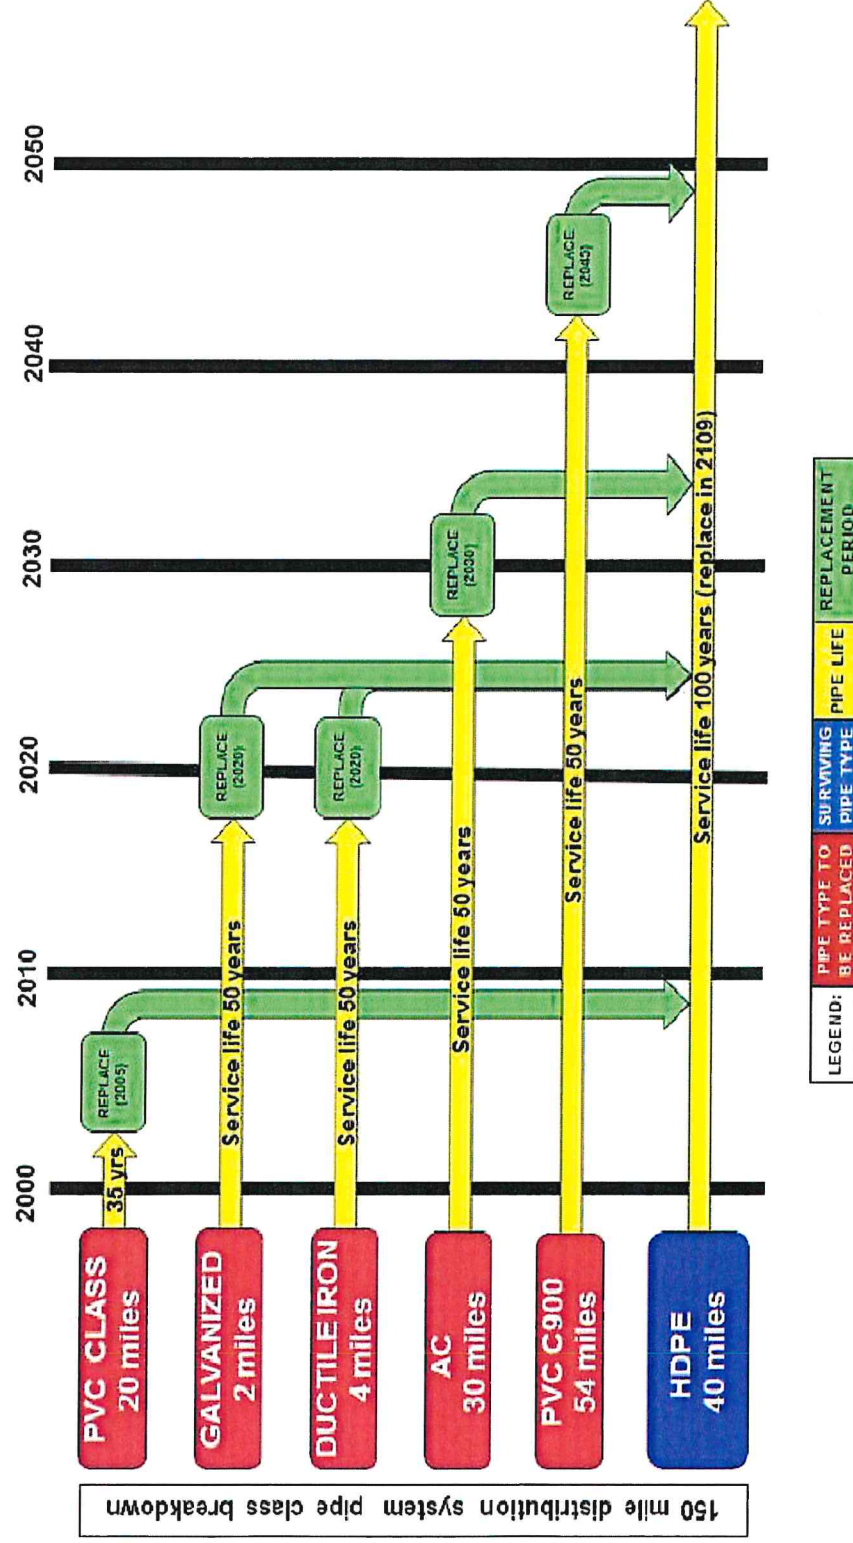 2000
2010
2020
2030
2040
2050
PVC CLASS
20 miles
35 yrs
REPLACE
(2005)
GALVANIZED
2 miles
Service life 50 years
REPLACE
(2020)
DUCTILE IRON
4 miles
Service life 50 years
REPLACE
(2020)
AC
30 miles
Service life 50 years
REPLACE
(2030)
PVC C900
54 miles
Service life 50 years
REPLACE
(2045)
HDPE
40 miles
Service life 100 years (replace in 2109)
150 mile distribution system pipe class breakdown
LEGEND:
PIPE TYPE TO
BE REPLACED
SURVIVING
PIPE TYPE
PIPE LIFE
REPLACEMENT
PERIOD